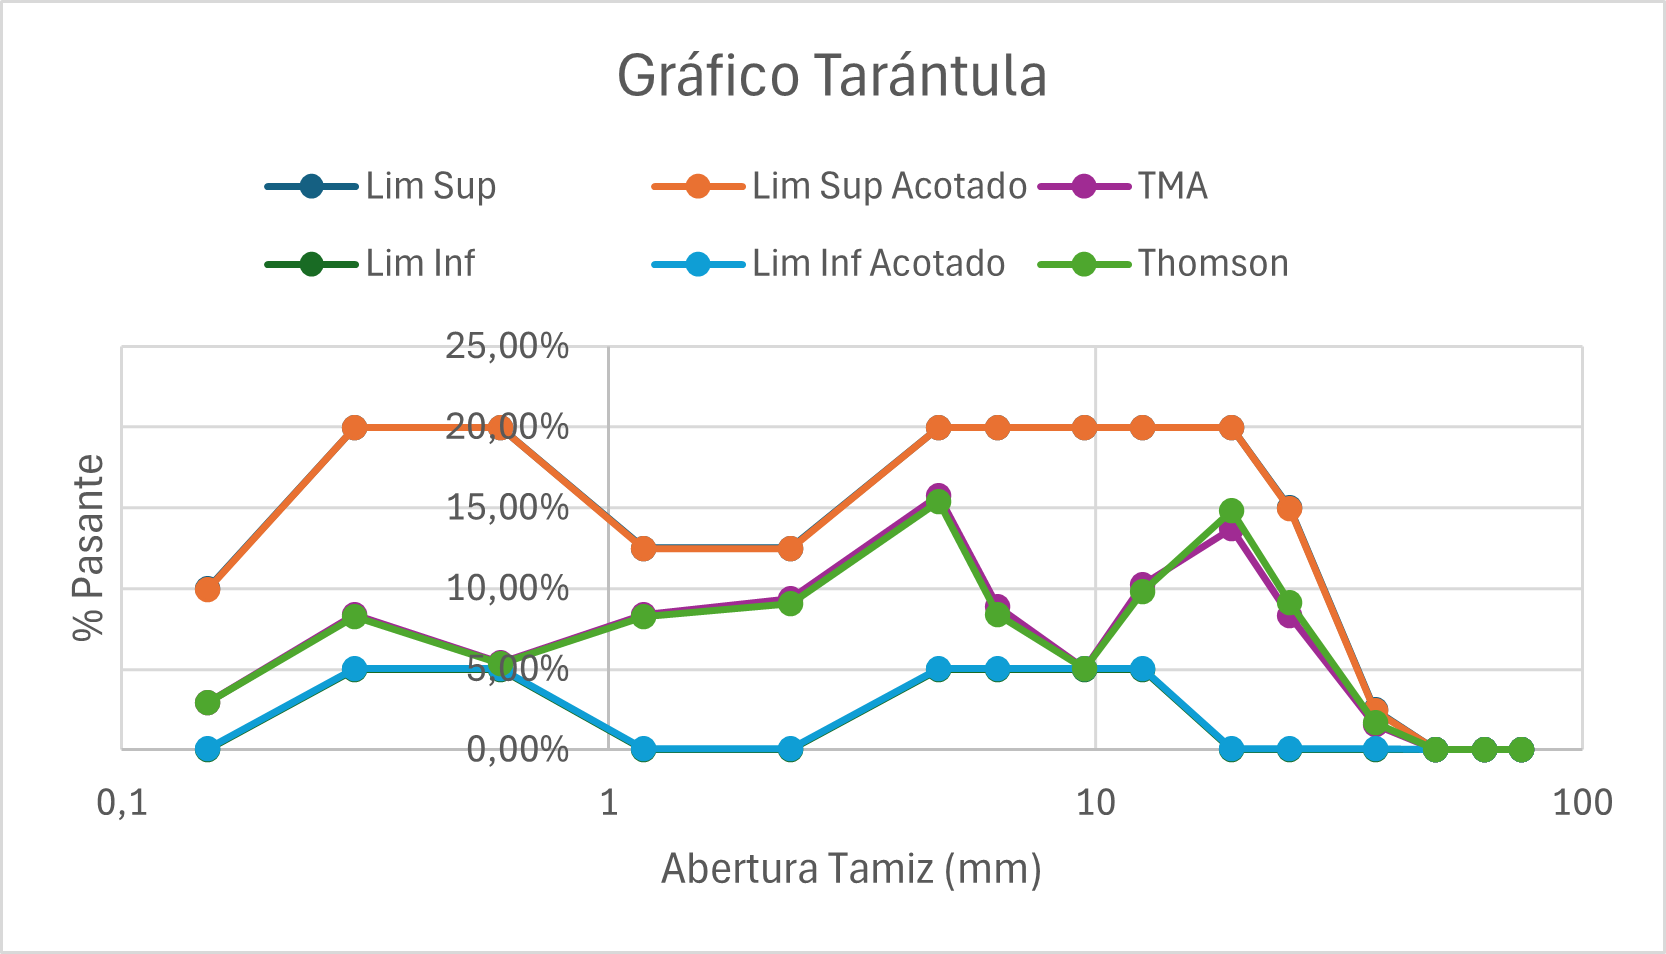 Gráfico Tarántula
Lim Sup
Lim Sup Acotado
TMA
Lim Inf
Lim Inf Acotado
Thomson
25,00%
20,00%
15,00%
10,00%
5,00%
0,00%
% Pasante
0,1
1
10
100
Abertura Tamiz (mm)